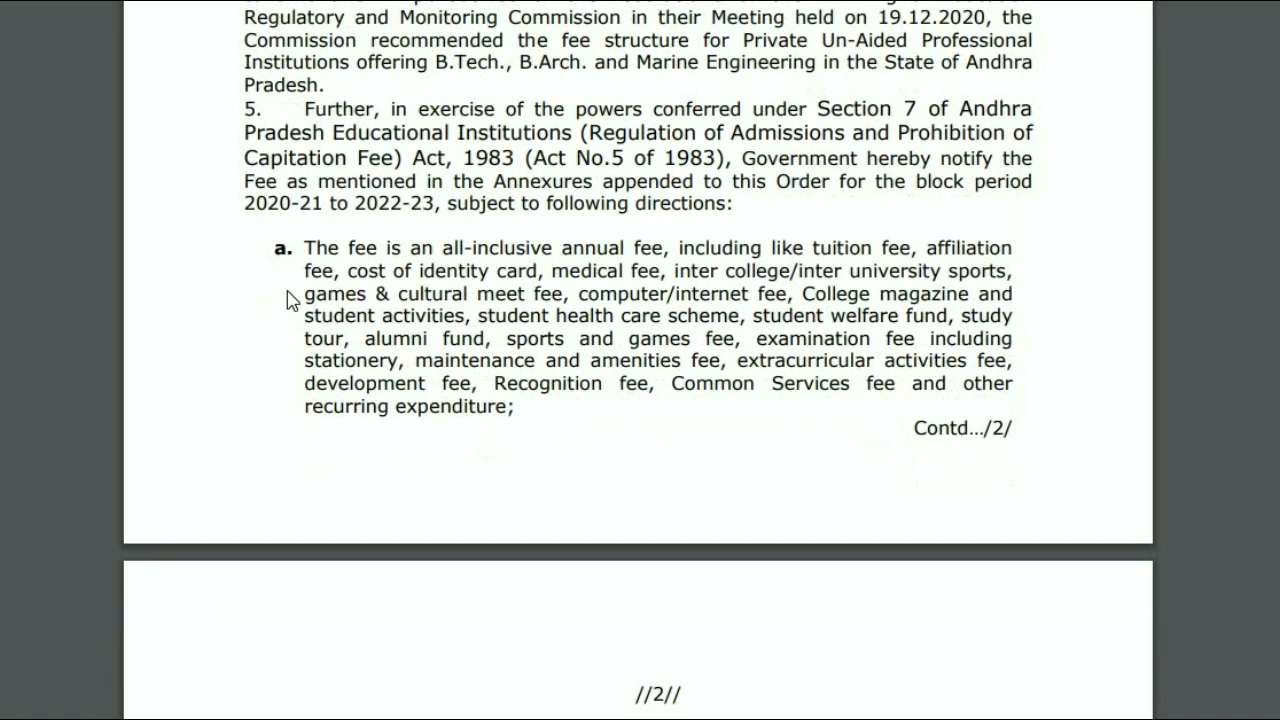 Regulatory and Monitoring Commission in their Meeting held on 19.12.2020, the
Commission recommended the fee structure for Private Un-Aided Professional
Institutions offering B.Tech., B.Arch. and Marine Engineering in the State of Andhra
Pradesh.
5. Further, in exercise of the powers conferred under Section 7 of Andhra
Pradesh Educational Institutions (Regulation of Admissions and Prohibition of
Capitation Fee) Act, 1983 (Act No.5 of 1983), Government hereby notify the
Fee as mentioned in the Annexures appended to this Order for the block period
2020-21 to 2022-23, subject to following directions:
a. The fee is an all-inclusive annual fee, including like tuition fee, affiliation
fee, cost of identity card, medical fee, inter college/inter university sports,
games & cultural meet fee, computer/internet fee, College magazine and
student activities, student health care scheme, student welfare fund, study
tour, alumni fund, sports and games fee, examination fee including
stationery, maintenance and amenities fee, extracurricular activities fee,
development fee, Recognition fee, Common Services fee and other
recurring expenditure;
Contd.../2/
//2//